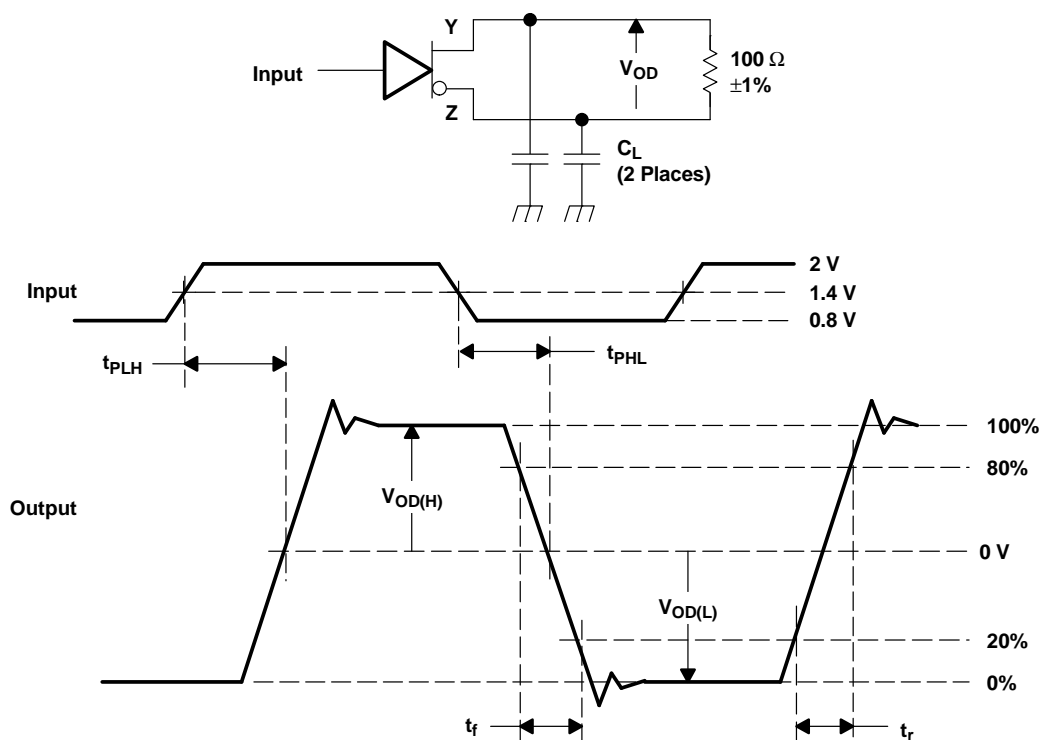 Y
Input
Z
V_OD
100 Ω
±1%
C_L
(2 Places)
Input
2 V
1.4 V
0.8 V
t_PLH
t_PHL
Output
V_OD(H)
V_OD(L)
100%
80%
0 V
20%
0%
t_f
t_r